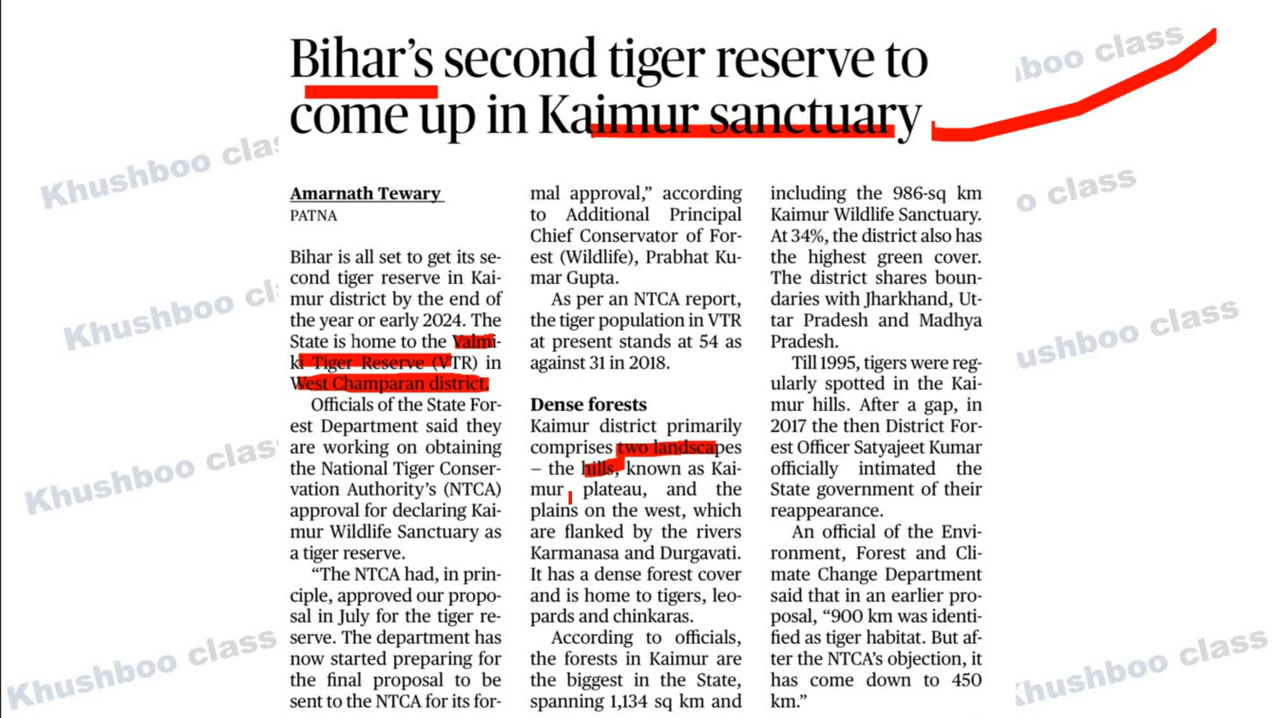 Bihar's second tiger reserve to
come up in Kaimur sanctuary
Amarnath Tewary
PATNA
Bihar is all set to get its se-
cond tiger reserve in Kai-
mur district by the end of
the year or early 2024. The
State is home to the Valmi-
ki Tiger Reserve (VTR) in
West Champaran district.
Officials of the State For-
est Department said they
are working on obtaining
the National Tiger Conser-
vation Authority's (NTCA)
approval for declaring Kai-
mur Wildlife Sanctuary as
a tiger reserve.
“The NTCA had, in prin-
ciple, approved our propo-
sal in July for the tiger re-
serve. The department has
now started preparing for
the final proposal to be
sent to the NTCA for its for-
mal approval,” according
to Additional Principal
Chief Conservator of For-
est (Wildlife), Prabhat Ku-
mar Gupta.
As per an NTCA report,
the tiger population in VTR
at present stands at 54 as
against 31 in 2018.
Dense forests
Kaimur district primarily
comprises two landscapes
– the hills, known as Kai-
mur plateau, and the
plains on the west, which
are flanked by the rivers
Karmanasa and Durgavati.
It has a dense forest cover
and is home to tigers, leo-
pards and chinkaras.
According to officials,
the forests in Kaimur are
the biggest in the State,
spanning 1,134 sq km and
including the 986-sq km
Kaimur Wildlife Sanctuary.
At 34%, the district also has
the highest green cover.
The district shares boun-
daries with Jharkhand, Ut-
tar Pradesh and Madhya
Pradesh.
Till 1995, tigers were reg-
ularly spotted in the Kai-
mur hills. After a gap, in
2017 the then District For-
est Officer Satyajeet Kumar
officially intimated the
State government of their
reappearance.
An official of the Envi-
ronment, Forest and Cli-
mate Change Department
said that in an earlier pro-
posal, “900 km was identi-
fied as tiger habitat. But af-
ter the NTCA's objection, it
has come down to 450
km.”
Khushboo clas
Khushboo cl
Khushboo class
Khushboo class
boo class
o class
ushboo class
khushboo class